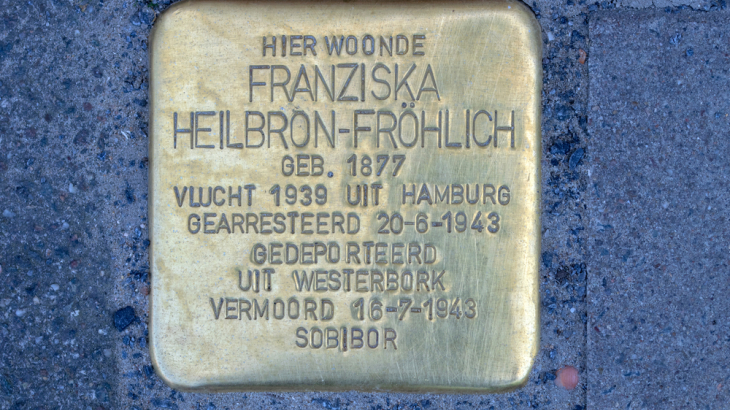 HIER WOONDE
FRANZISKA
HEILBRON-FRÖHLICH
GEB. 1877
VLUCHT 1939 UIT HAMBURG
GEARRESTEERD 20-6-1943
GEDEPORTEERD
UIT WESTERBORK
VERMOORD 16-7-1943
SOBIBOR